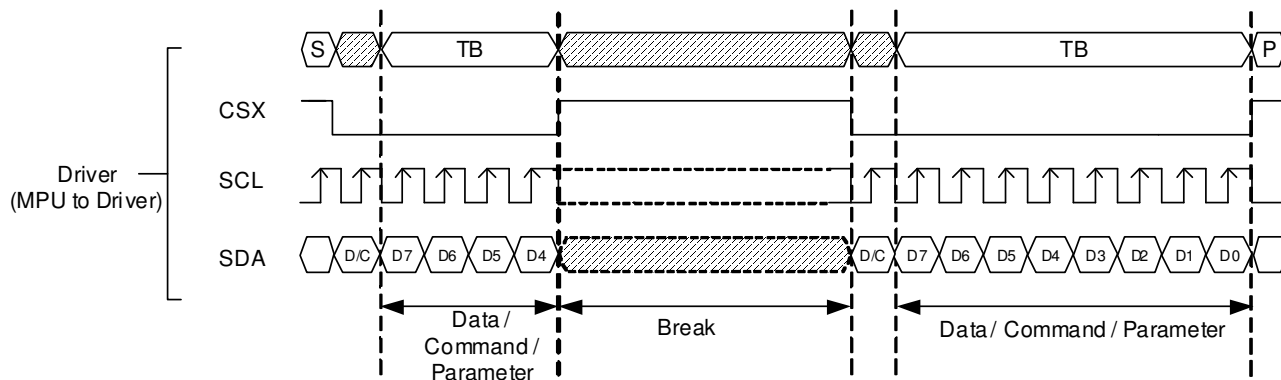 S TB TB P
CSX
Driver
(MPU to Driver)
SCL
SDA D/C D7 D6 D5 D4 D/C D7 D6 D5 D4 D3 D2 D1 D0
Data / Command / Parameter
Break
Data / Command / Parameter